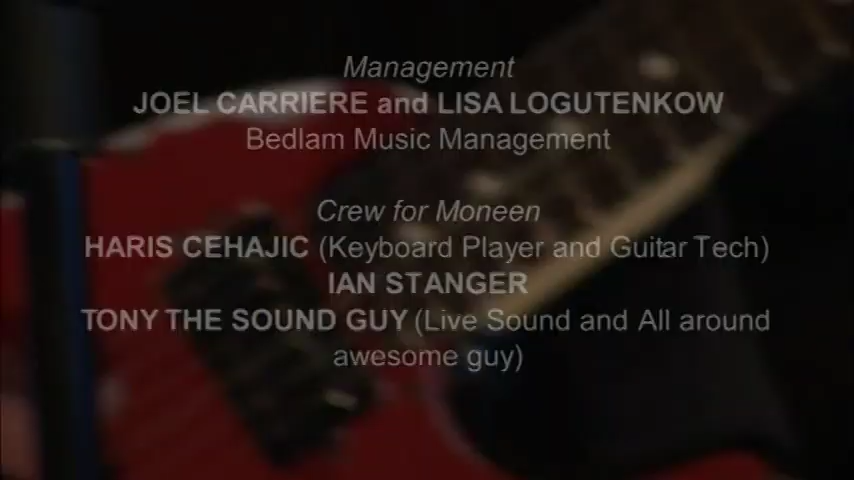 Management
JOEL CARRIERE and LISA LOGUTENKOW
Bedlam Music Management
Crew for Moneen
HARIS CEHAJIC (Keyboard Player and Guitar Tech)
IAN STANGER
TONY THE SOUND GUY (Live Sound and All around
awesome guy)